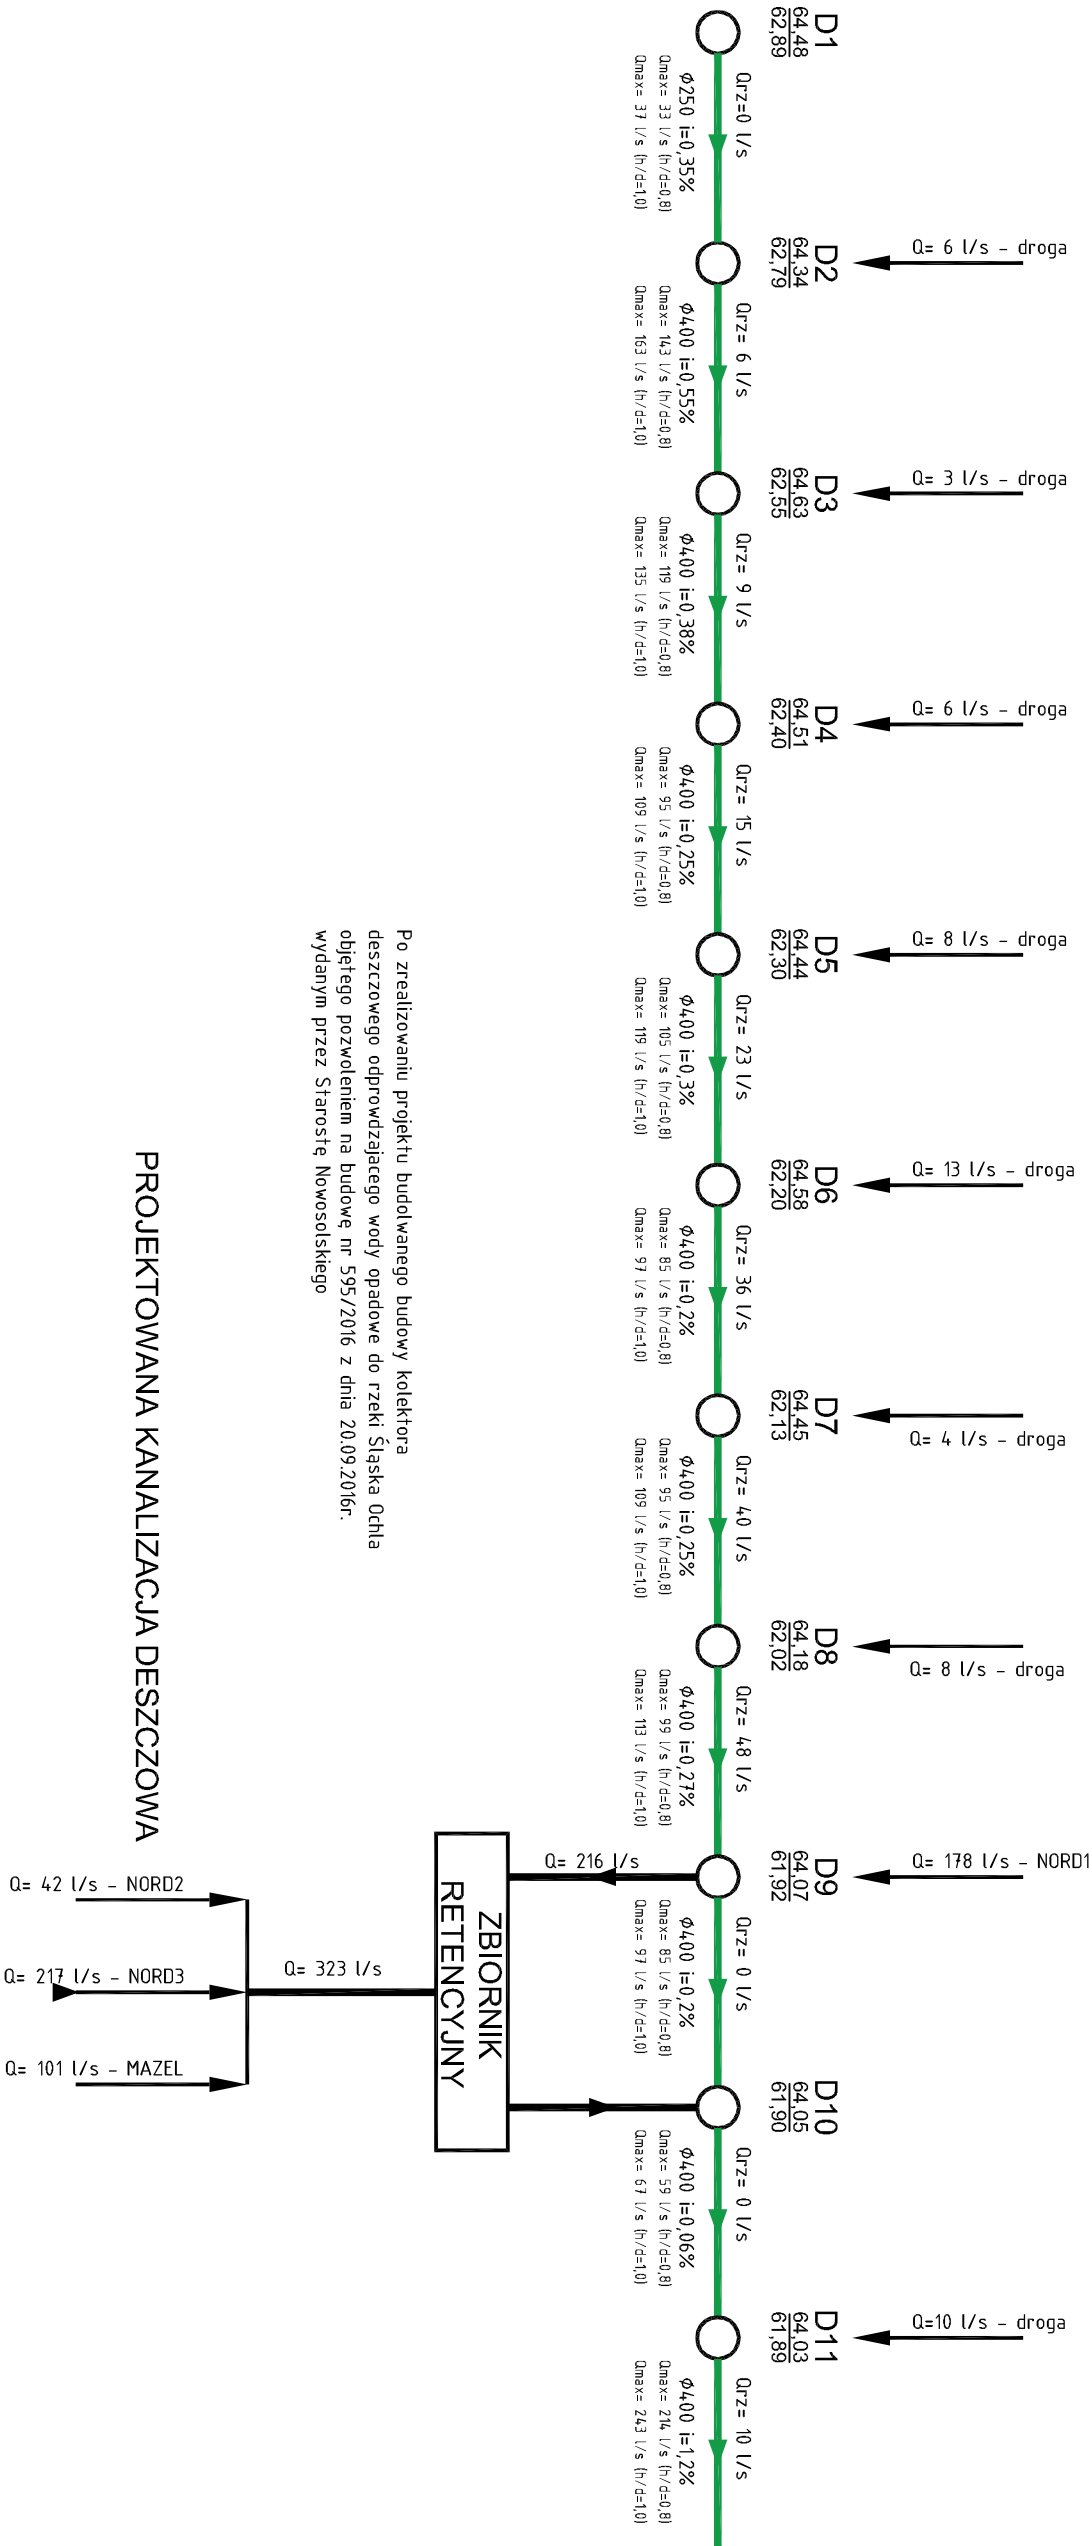 D1
64,48
62,89
Qrz=0 l/s
Φ250 i=0,35%
Qmax= 33 l/s (h/d=0,8)
Qmax= 37 l/s (h/d=1,0)
Q= 6 l/s - droga
D2
64,34
62,79
Qrz= 6 l/s
Φ400 i=0,55%
Qmax= 143 l/s (h/d=0,8)
Qmax= 163 l/s (h/d=1,0)
Q= 3 l/s - droga
D3
64,63
62,55
Qrz= 9 l/s
Φ400 i=0,38%
Qmax= 119 l/s (h/d=0,8)
Qmax= 135 l/s (h/d=1,0)
Q= 6 l/s - droga
D4
64,51
62,40
Qrz= 15 l/s
Φ400 i=0,25%
Qmax= 95 l/s (h/d=0,8)
Qmax= 109 l/s (h/d=1,0)
Q= 8 l/s - droga
D5
64,44
62,30
Qrz= 23 l/s
Φ400 i=0,3%
Qmax= 105 l/s (h/d=0,8)
Qmax= 119 l/s (h/d=1,0)
Q= 13 l/s - droga
D6
64,58
62,20
Qrz= 36 l/s
Φ400 i=0,2%
Qmax= 85 l/s (h/d=0,8)
Qmax= 97 l/s (h/d=1,0)
Q= 4 l/s - droga
D7
64,45
62,13
Qrz= 40 l/s
Φ400 i=0,25%
Qmax= 95 l/s (h/d=0,8)
Qmax= 109 l/s (h/d=1,0)
Q= 8 l/s - droga
D8
64,18
62,02
Qrz= 48 l/s
Φ400 i=0,27%
Qmax= 99 l/s (h/d=0,8)
Qmax= 113 l/s (h/d=1,0)
Q= 178 l/s - NORD1
D9
64,07
61,92
Q= 216 l/s
Qrz= 0 l/s
Φ400 i=0,2%
Qmax= 85 l/s (h/d=0,8)
Qmax= 97 l/s (h/d=1,0)
D10
64,05
61,90
Qrz= 0 l/s
Φ400 i=0,06%
Qmax= 59 l/s (h/d=0,8)
Qmax= 67 l/s (h/d=1,0)
Q=10 l/s - droga
D11
64,03
61,89
Qrz= 10 l/s
Φ400 i=1,2%
Qmax= 214 l/s (h/d=0,8)
Qmax= 243 l/s (h/d=1,0)
Po zrealizowaniu projektu budolwanego budowy kolektora
deszczowego odprowdzajacego wody opadowe do rzeki Śląska Ochla
objętego pozwoleniem na budowę nr 595/2016 z dnia 20.09.2016r.
wydanym przez Starostę Nowosolskiego
ZBIORNIK
RETENCYJNY
Q= 323 l/s
Q= 42 l/s - NORD2
Q= 217 l/s - NORD3
Q= 101 l/s - MAZEL
PROJEKTOWANA KANALIZACJA DESZCZOWA